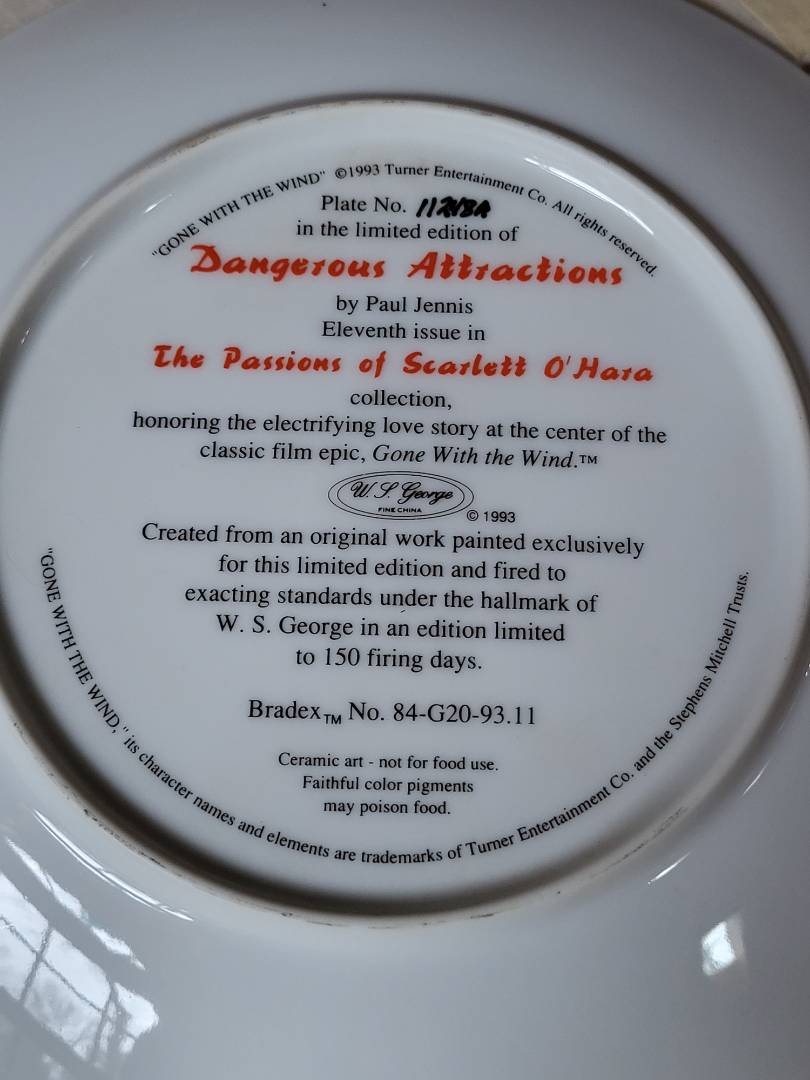 "GONE WITH THE WIND" ©1993 Turner Entertainment Co. All rights reserved.
Plate No.
in the limited edition of
Dangerous Attractions
by Paul Jennis
Eleventh issue in
The Passions of Scarlett O'Hara
collection,
honoring the electrifying love story at the center of the
classic film epic, Gone With the Wind.™
W. S. George
FINE CHINA
© 1993
Created from an original work painted exclusively
for this limited edition and fired to
exacting standards under the hallmark of
W. S. George in an edition limited
to 150 firing days.
Bradex™ No. 84-G20-93.11
Ceramic art - not for food use.
Faithful color pigments
may poison food.
"GONE WITH THE WIND," its character names and elements are trademarks of Turner Entertainment Co. and the Stephens Mitchell Trusts.